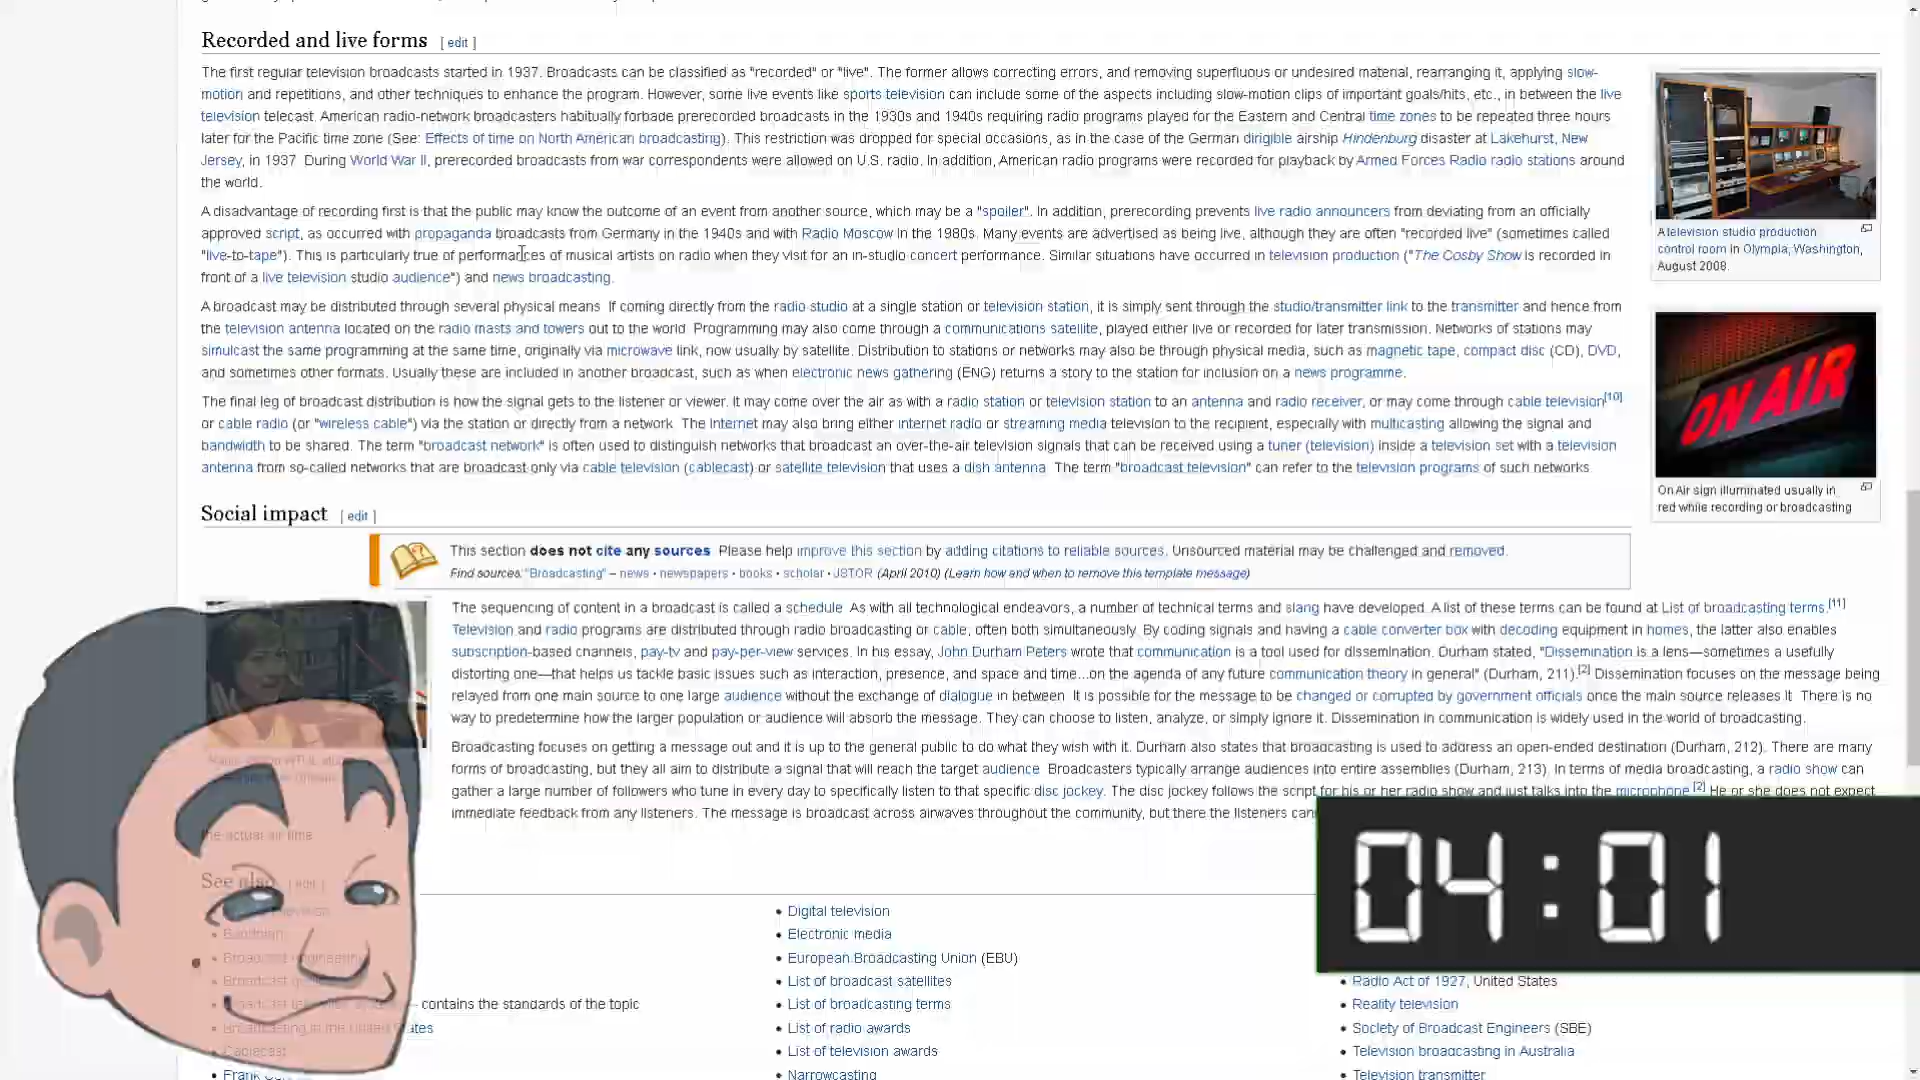 Recorded and live forms [ edit ]
The first regular television broadcasts started in 1937. Broadcasts can be classified as "recorded" or "live". The former allows correcting errors, and removing superfluous or undesired material, rearranging it, applying slow-
motion and repetitions, and other techniques to enhance the program. However, some live events like sports television can include some of the aspects including slow-motion clips of important goals/hits, etc., in between the live
television telecast. American radio-network broadcasters habitually forbade prerecorded broadcasts in the 1930s and 1940s requiring radio programs played for the Eastern and Central time zones to be repeated three hours
later for the Pacific time zone (See: Effects of time on North American broadcasting). This restriction was dropped for special occasions, as in the case of the German dirigible airship Hindenburg disaster at Lakehurst, New
Jersey, in 1937. During World War II, prerecorded broadcasts from war correspondents were allowed on U.S. radio. In addition, American radio programs were recorded for playback by Armed Forces Radio radio stations around
the world.
A disadvantage of recording first is that the public may know the outcome of an event from another source, which may be a "spoiler". In addition, prerecording prevents live radio announcers from deviating from an officially
approved script, as occurred with propaganda broadcasts from Germany in the 1940s and with Radio Moscow in the 1980s. Many events are advertised as being live, although they are often "recorded live" (sometimes called
"live-to-tape"). This is particularly true of performances of musical artists on radio when they visit for an in-studio concert performance. Similar situations have occurred in television production ("The Cosby Show is recorded in
front of a live television studio audience") and news broadcasting.
A broadcast may be distributed through several physical means. If coming directly from the radio studio at a single station or television station, it is simply sent through the studio/transmitter link to the transmitter and hence from
the television antenna located on the radio masts and towers out to the world. Programming may also come through a communications satellite, played either live or recorded for later transmission. Networks of stations may
simulcast the same programming at the same time, originally via microwave link, now usually by satellite. Distribution to stations or networks may also be through physical media, such as magnetic tape, compact disc (CD), DVD,
and sometimes other formats. Usually these are included in another broadcast, such as when electronic news gathering (ENG) returns a story to the station for inclusion on a news programme.
The final leg of broadcast distribution is how the signal gets to the listener or viewer. It may come over the air as with a radio station or television station to an antenna and radio receiver, or may come through cable television[10]
or cable radio (or "wireless cable") via the station or directly from a network. The Internet may also bring either internet radio or streaming media television to the recipient, especially with multicasting allowing the signal and
bandwidth to be shared. The term "broadcast network" is often used to distinguish networks that broadcast an over-the-air television signals that can be received using a tuner (television) inside a television set with a television
antenna from so-called networks that are broadcast only via cable television (cablecast) or satellite television that uses a dish antenna. The term "broadcast television" can refer to the television programs of such networks.
A television studio production
control room in Olympia, Washington,
August 2008.
ON AIR
On Air sign illuminated usually in
red while recording or broadcasting
Social impact [ edit ]
This section does not cite any sources. Please help improve this section by adding citations to reliable sources. Unsourced material may be challenged and removed.
Find sources: "Broadcasting" – news · newspapers · books · scholar · JSTOR (April 2010) (Learn how and when to remove this template message)
The sequencing of content in a broadcast is called a schedule. As with all technological endeavors, a number of technical terms and slang have developed. A list of these terms can be found at List of broadcasting terms.[11]
Television and radio programs are distributed through radio broadcasting or cable, often both simultaneously. By coding signals and having a cable converter box with decoding equipment in homes, the latter also enables
subscription-based channels, pay-tv and pay-per-view services. In his essay, John Durham Peters wrote that communication is a tool used for dissemination. Durham stated, "Dissemination is a lens—sometimes a usefully
distorting one—that helps us tackle basic issues such as interaction, presence, and space and time...on the agenda of any future communication theory in general" (Durham, 211).[2] Dissemination focuses on the message being
relayed from one main source to one large audience without the exchange of dialogue in between. It is possible for the message to be changed or corrupted by government officials once the main source releases it. There is no
way to predetermine how the larger population or audience will absorb the message. They can choose to listen, analyze, or simply ignore it. Dissemination in communication is widely used in the world of broadcasting.
Broadcasting focuses on getting a message out and it is up to the general public to do what they wish with it. Durham also states that broadcasting is used to address an open-ended destination (Durham, 212). There are many
forms of broadcasting, but they all aim to distribute a signal that will reach the target audience. Broadcasters typically arrange audiences into entire assemblies (Durham, 213). In terms of media broadcasting, a radio show can
gather a large number of followers who tune in every day to specifically listen to that specific disc jockey. The disc jockey follows the script for his or her radio show and just talks into the microphone.[2] He or she does not expect
immediate feedback from any listeners. The message is broadcast across airwaves throughout the community, but there the listeners
the actual air time
04:01
See also [ edit ]
Bandplan
Broadcast engineering
Broadcast
contains the standards of the topic
Broadcasting in the United States
Cablecast
Frank
Digital television
Electronic media
European Broadcasting Union (EBU)
List of broadcast satellites
List of broadcasting terms
List of radio awards
List of television awards
Narrowcasting
Radio Act of 1927, United States
Reality television
Society of Broadcast Engineers (SBE)
Television broadcasting in Australia
Television transmitter